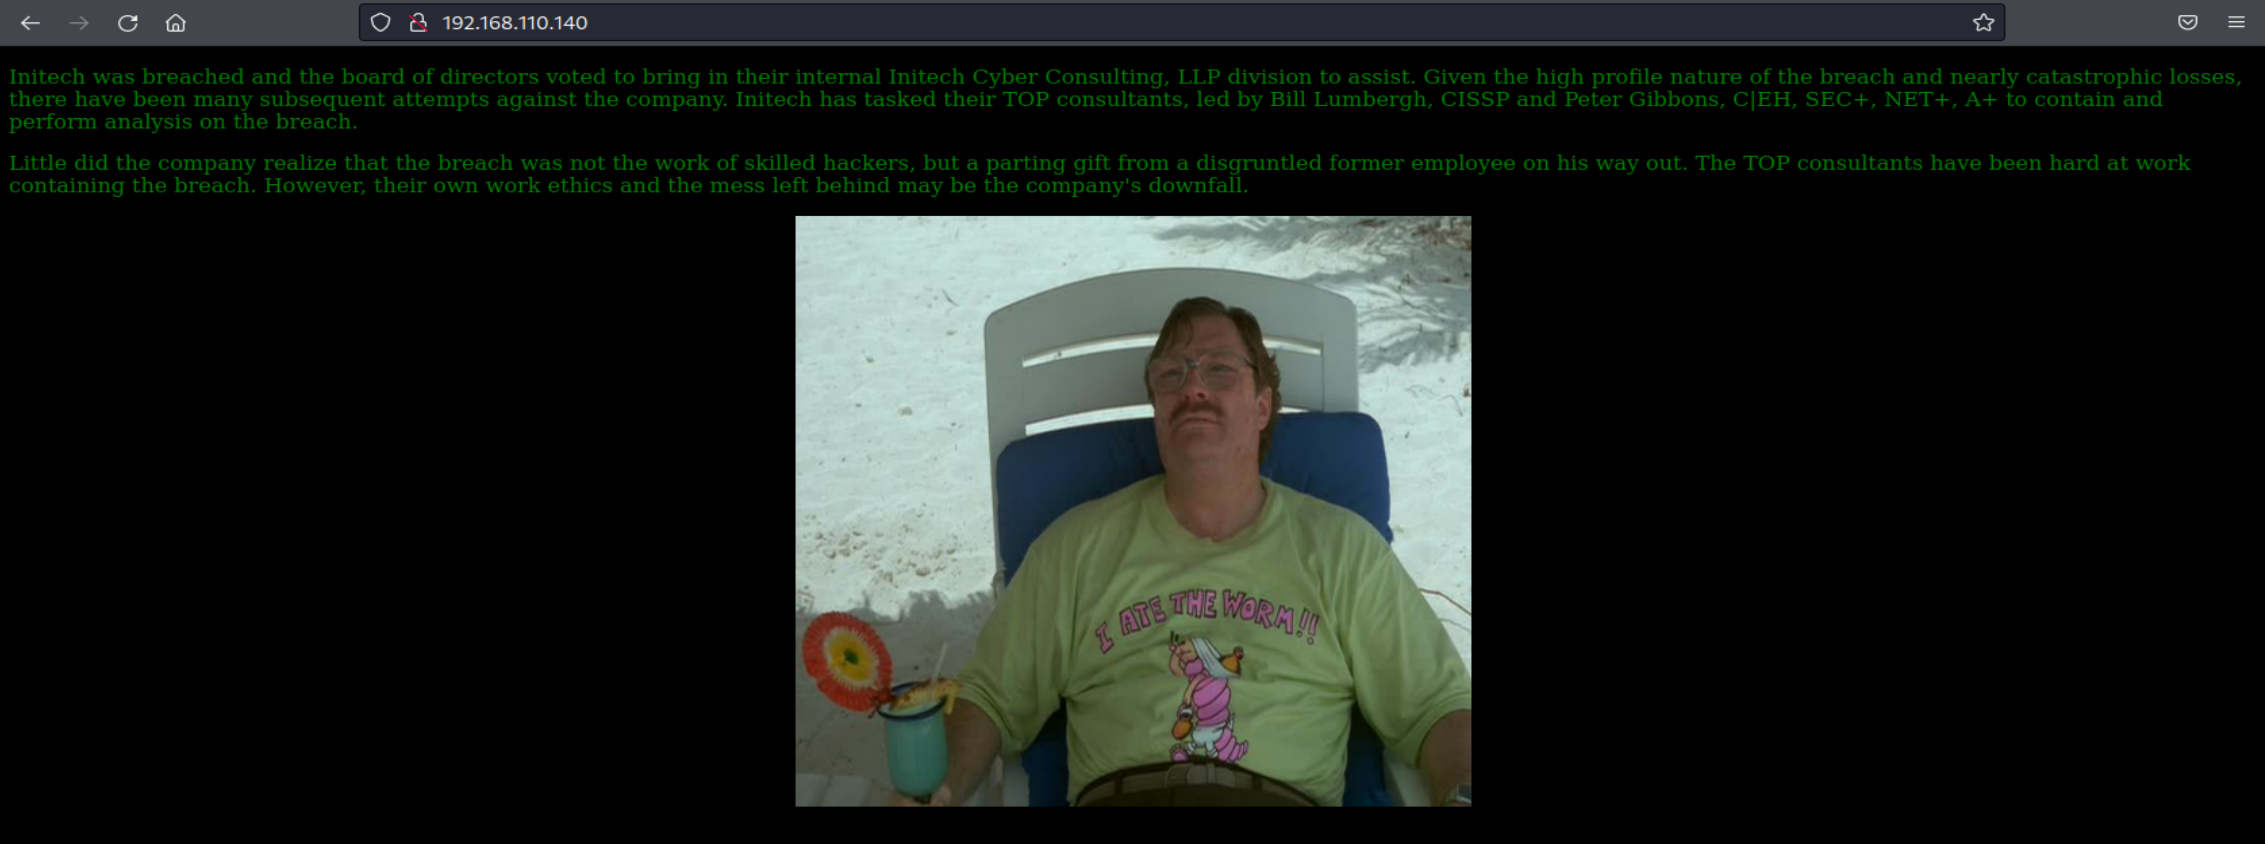 192.168.110.140
Initech was breached and the board of directors voted to bring in their internal Initech Cyber Consulting, LLP division to assist. Given the high profile nature of the breach and nearly catastrophic losses,
there have been many subsequent attempts against the company. Initech has tasked their TOP consultants, led by Bill Lumbergh, CISSP and Peter Gibbons, C|EH, SEC+, NET+, A+ to contain and
perform analysis on the breach.
Little did the company realize that the breach was not the work of skilled hackers, but a parting gift from a disgruntled former employee on his way out. The TOP consultants have been hard at work
containing the breach. However, their own work ethics and the mess left behind may be the company's downfall.
I ATE THE WORM!!